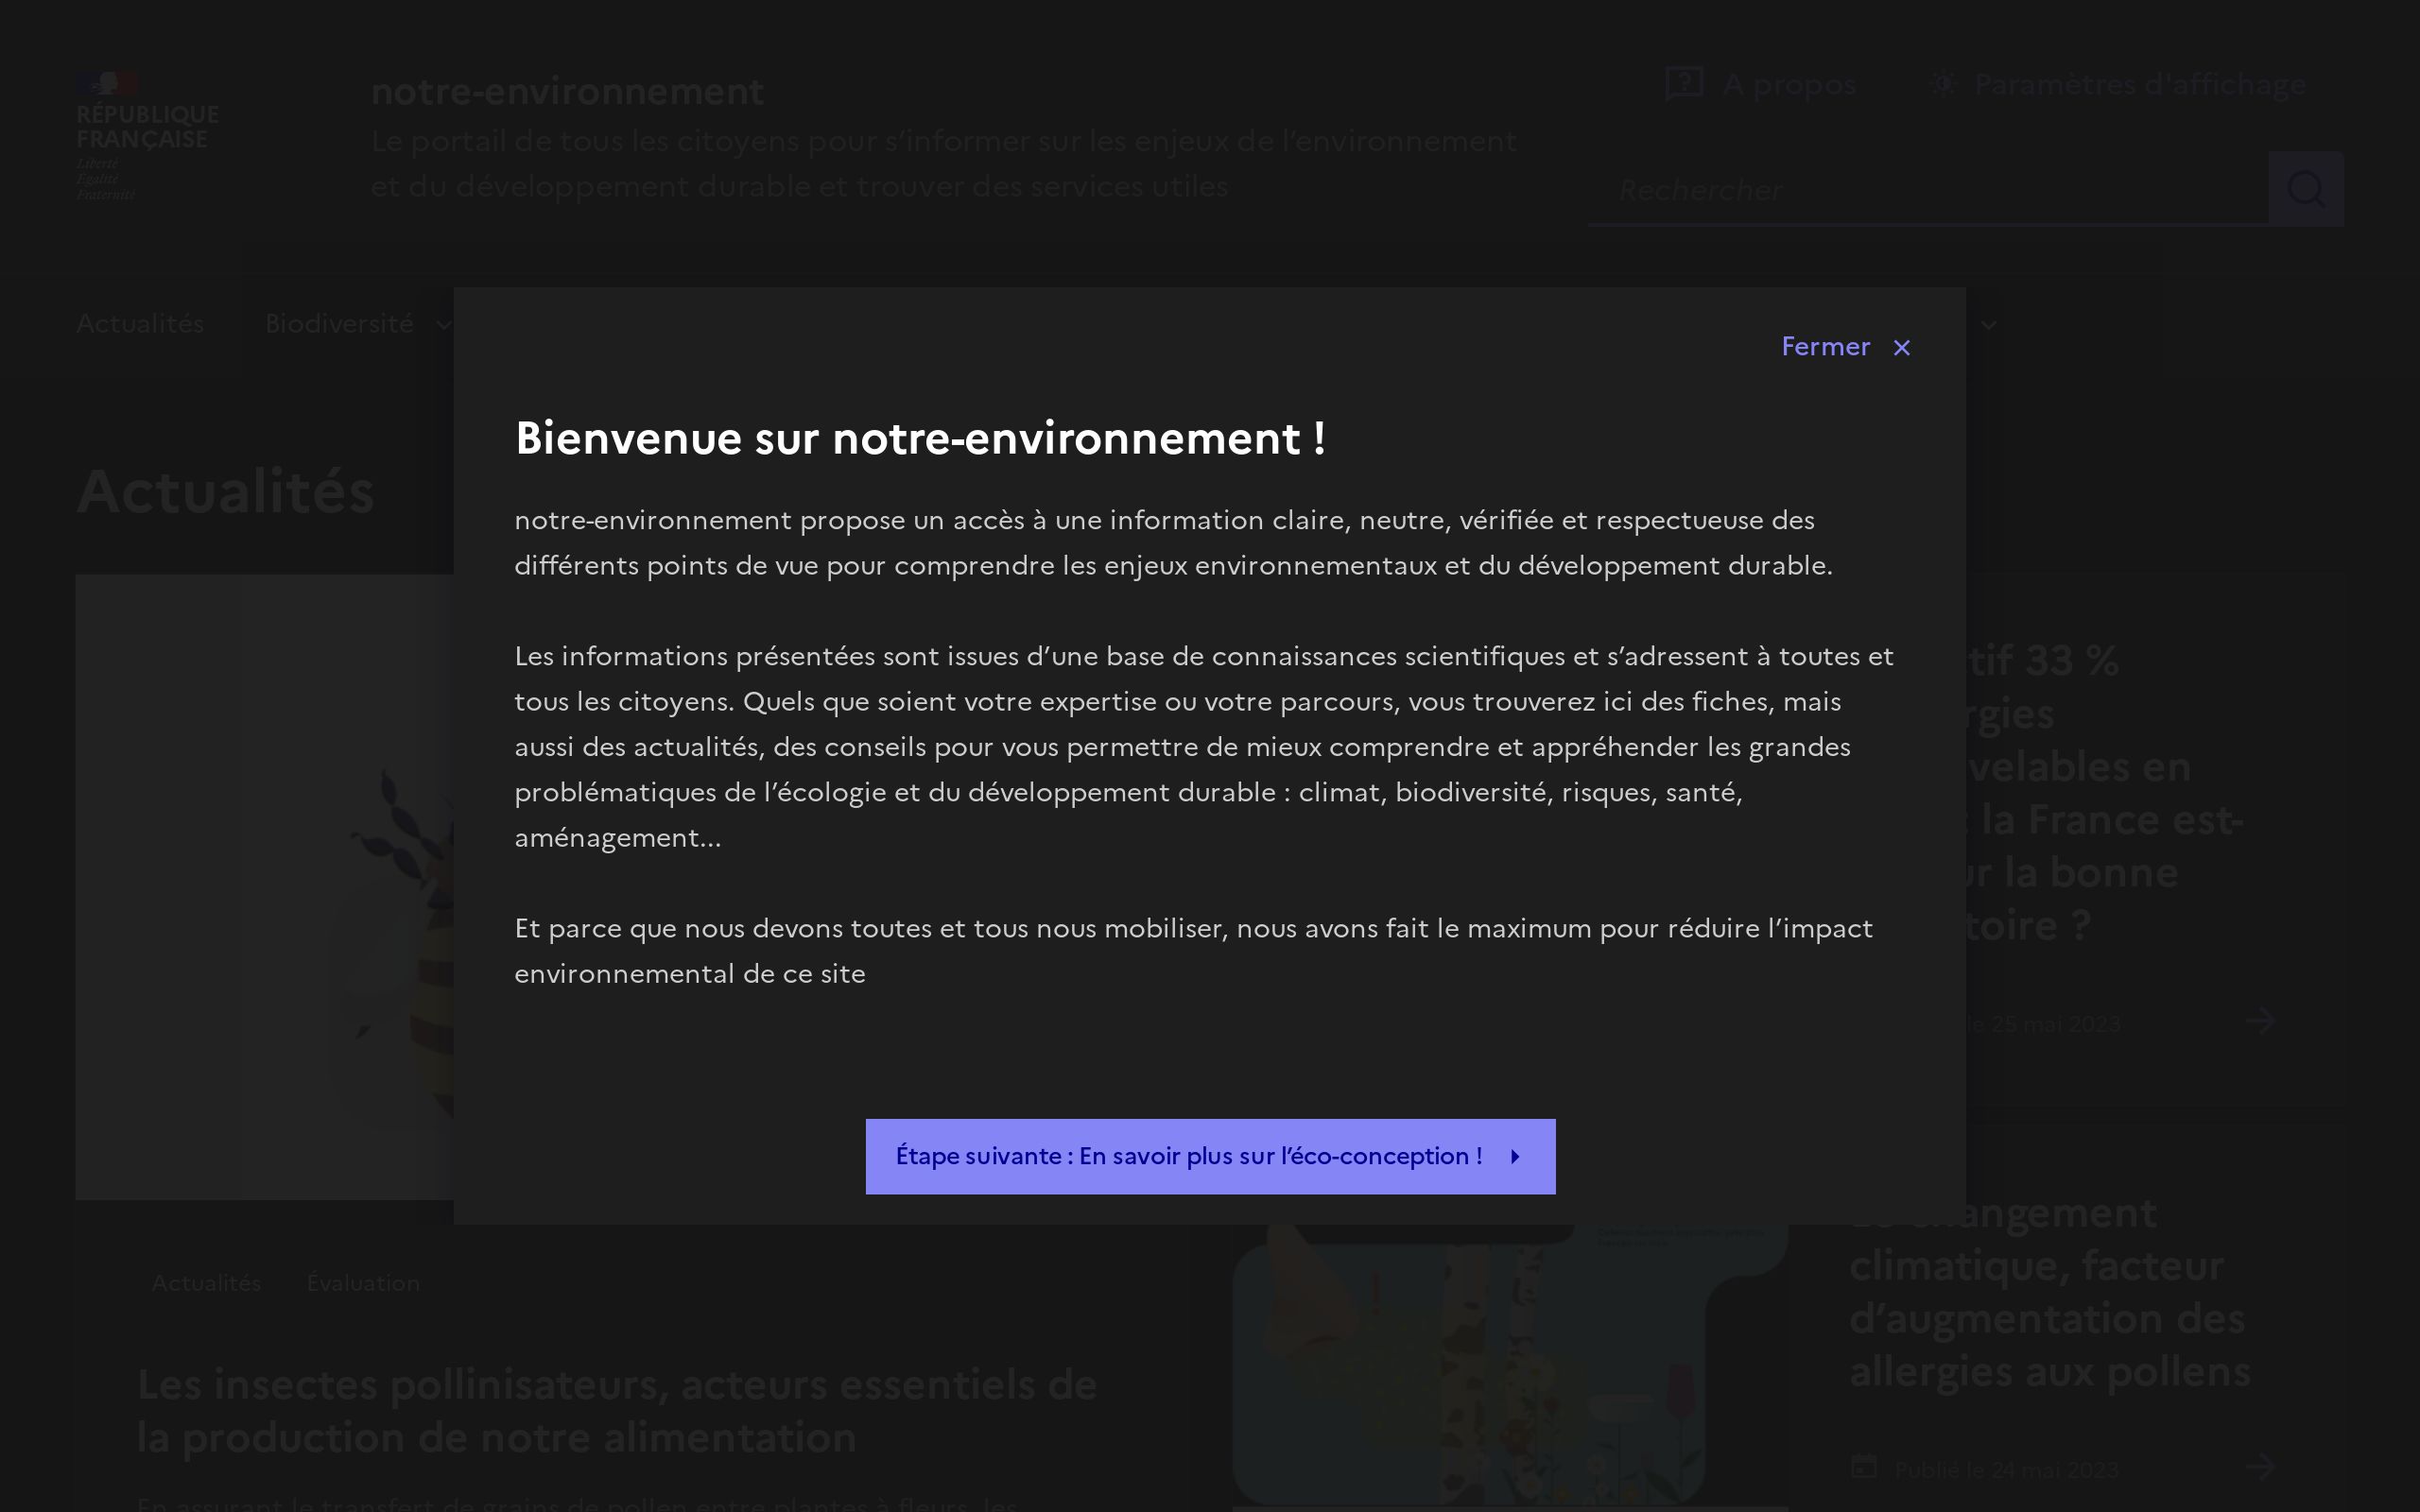 RÉPUBLIQUE
FRANÇAISE
Liberté
Égalité
Fraternité
notre-environnement
Le portail de tous les citoyens pour s’informer sur les enjeux de l’environnement
et du développement durable et trouver des services utiles
A propos
Paramètres d'affichage
Rechercher
Actualités
Biodiversité
Fermer
Bienvenue sur notre-environnement !
notre-environnement propose un accès à une information claire, neutre, vérifiée et respectueuse des
différents points de vue pour comprendre les enjeux environnementaux et du développement durable.
Les informations présentées sont issues d’une base de connaissances scientifiques et s’adressent à toutes et
tous les citoyens. Quels que soient votre expertise ou votre parcours, vous trouverez ici des fiches, mais
aussi des actualités, des conseils pour vous permettre de mieux comprendre et appréhender les grandes
problématiques de l’écologie et du développement durable : climat, biodiversité, risques, santé,
aménagement...
Et parce que nous devons toutes et tous nous mobiliser, nous avons fait le maximum pour réduire l’impact
environnemental de ce site
Étape suivante : En savoir plus sur l’éco-conception !
Actualités
Actualités
Évaluation
Les insectes pollinisateurs, acteurs essentiels de
la production de notre alimentation
En assurant le transfert de grains de pollen entre plantes à fleurs, les
tif 33 %
rgies
velables en
la France est-
ur la bonne
toire ?
le 25 mai 2023
changement
climatique, facteur
d’augmentation des
allergies aux pollens
Publié le 24 mai 2023